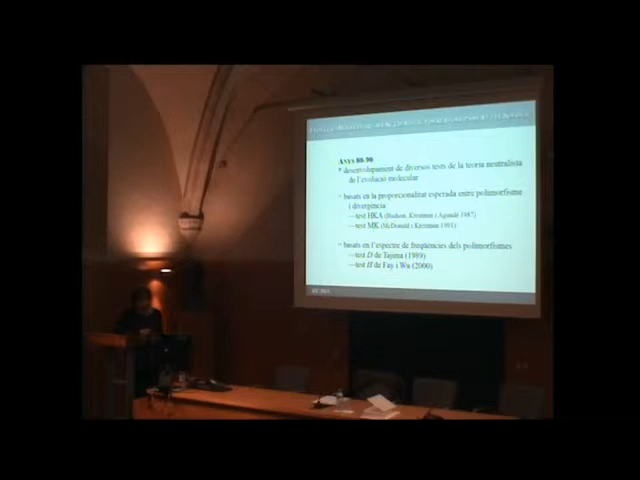 ANYS 80-90
desenvolupament de diversos tests de la teoria neutralista
de l'evolució molecular
- basats en la proporcionalitat esperada entre polimorfisme
i divergència
—test HKA (Hudson, Kreitman i Aguadé 1987)
—test MK (McDonald i Kreitman 1991)
- basats en l'espectre de freqüències dels polimorfismes
—test D de Tajima (1989)
—test H de Fay i Wu (2000)